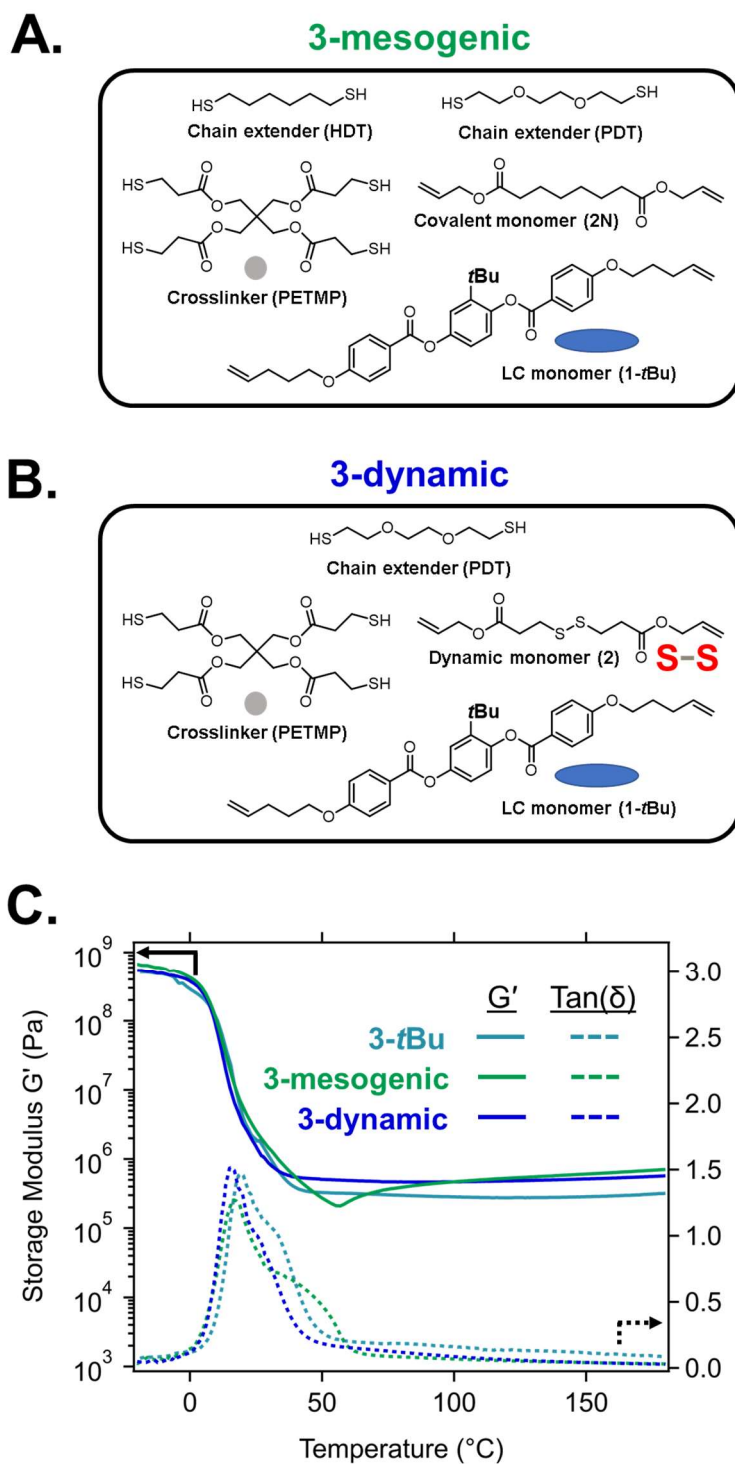 A.
3-mesogenic
HS
SH
Chain extender (HDT)
HS
O
O
SH
Chain extender (PDT)
HS
O
O
O
O
SH
HS
O
O
O
O
SH
Crosslinker (PETMP)
O
O
O
O
Covalent monomer (2N)
tBu
O
O
O
O
O
O
LC monomer (1-tBu)
B.
3-dynamic
HS
O
O
SH
Chain extender (PDT)
HS
O
O
O
O
SH
HS
O
O
O
O
SH
Crosslinker (PETMP)
O
O
S
S
O
O
Dynamic monomer (2)
S-S
tBu
O
O
O
O
O
O
LC monomer (1-tBu)
C.
Storage Modulus G′ (Pa)
10⁹
10⁸
10⁷
10⁶
10⁵
10⁴
10³
G′ Tan(δ)
3-tBu
3-mesogenic
3-dynamic
3.0
2.5
2.0
1.5
1.0
0.5
0.0
0 50 100 150
Temperature (°C)